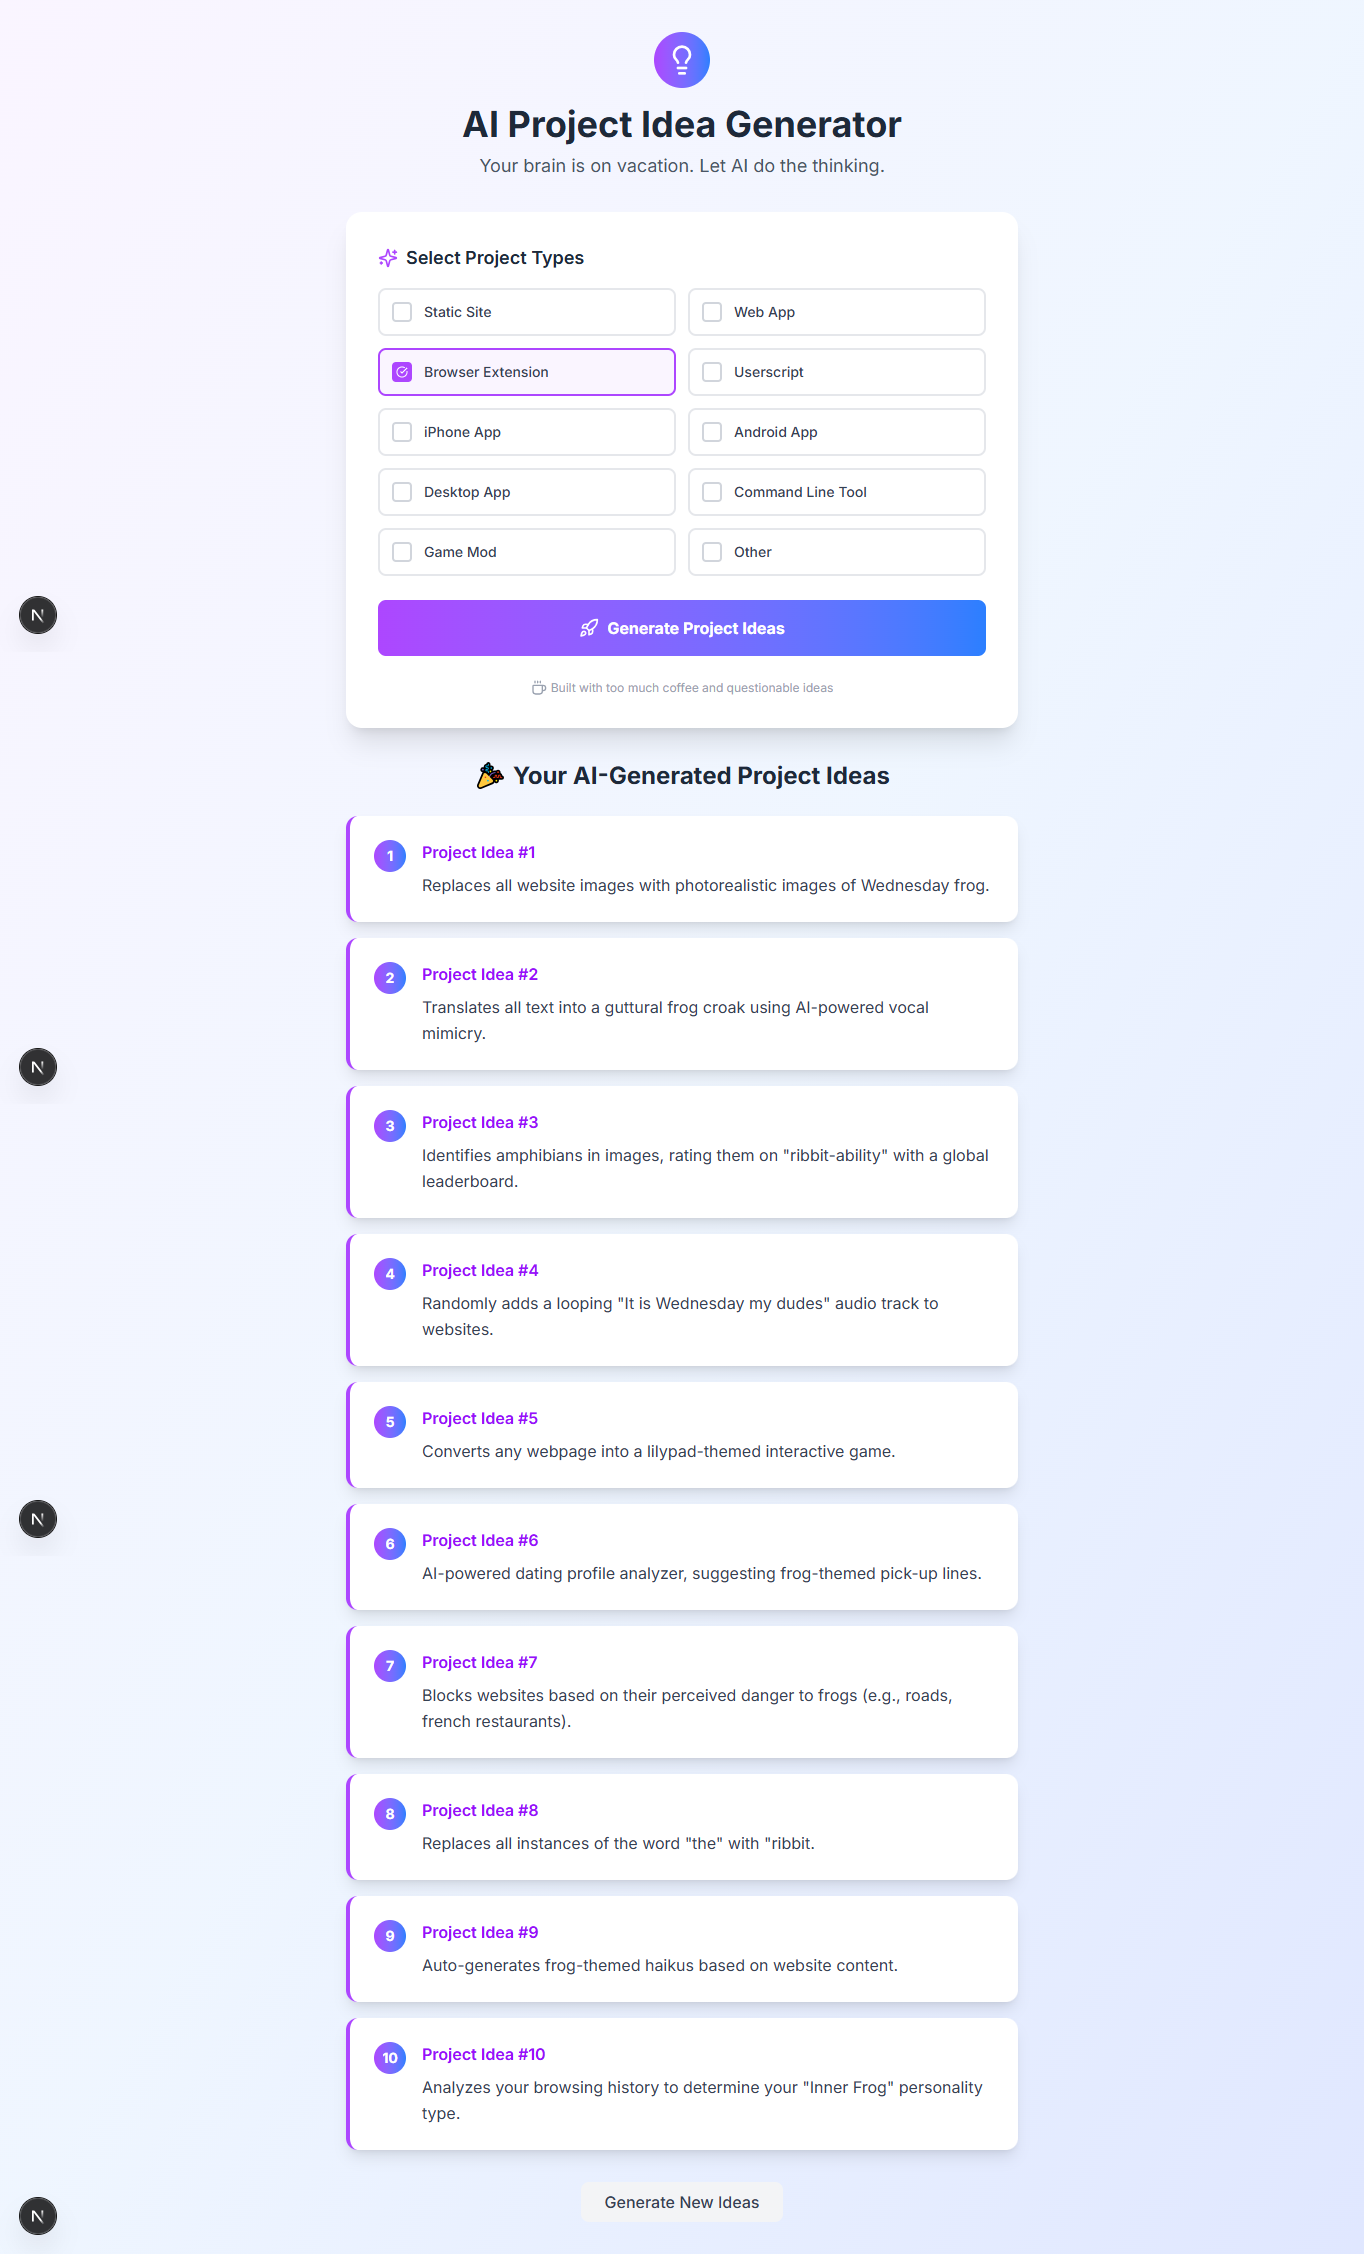 AI Project Idea Generator
Your brain is on vacation. Let AI do the thinking.
Select Project Types
Static Site
Web App
Browser Extension
Userscript
iPhone App
Android App
Desktop App
Command Line Tool
Game Mod
Other
N
Generate Project Ideas
Built with too much coffee and questionable ideas
Your AI-Generated Project Ideas
1
Project Idea #1
Replaces all website images with photorealistic images of Wednesday frog.
2
Project Idea #2
Translates all text into a guttural frog croak using AI-powered vocal
mimicry.
N
3
Project Idea #3
Identifies amphibians in images, rating them on "ribbit-ability" with a global
leaderboard.
4
Project Idea #4
Randomly adds a looping "It is Wednesday my dudes" audio track to
websites.
5
Project Idea #5
Converts any webpage into a lilypad-themed interactive game.
N
6
Project Idea #6
AI-powered dating profile analyzer, suggesting frog-themed pick-up lines.
7
Project Idea #7
Blocks websites based on their perceived danger to frogs (e.g., roads,
french restaurants).
8
Project Idea #8
Replaces all instances of the word "the" with "ribbit.
9
Project Idea #9
Auto-generates frog-themed haikus based on website content.
10
Project Idea #10
Analyzes your browsing history to determine your "Inner Frog" personality
type.
Generate New Ideas
N